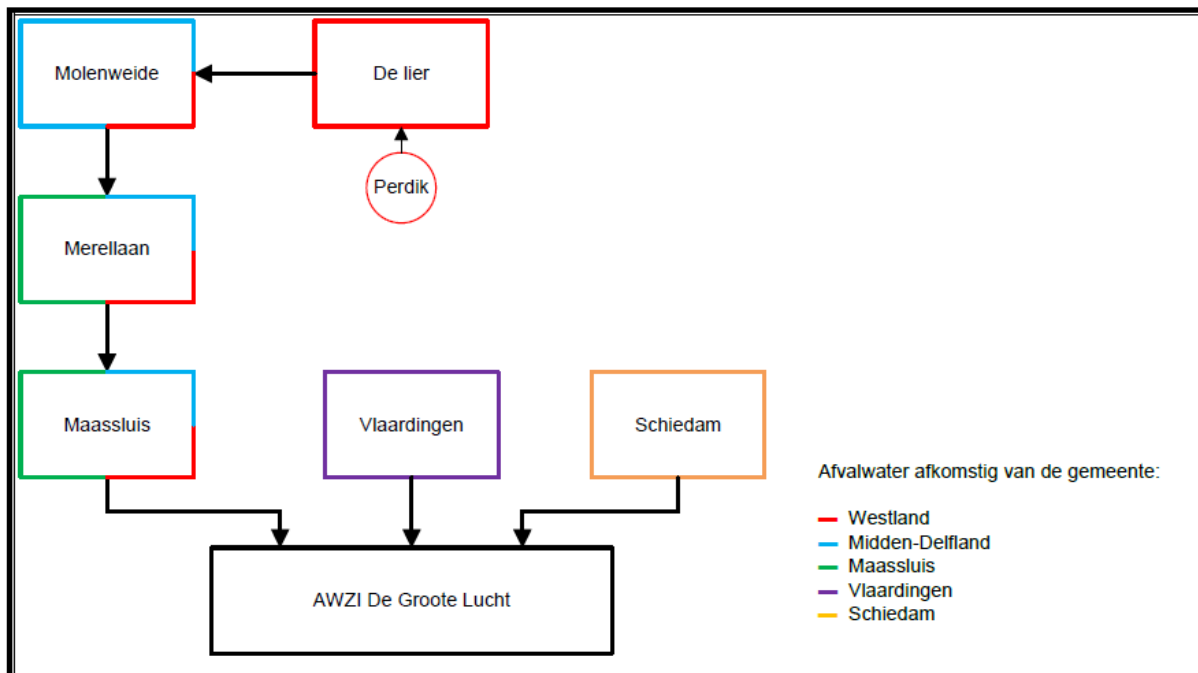 Molenweide
De lier
Perdik
Merellaan
Maassluis
Vlaardingen
Schiedam
Afvalwater afkomstig van de gemeente:
Westland
Midden-Delfland
Maassluis
Vlaardingen
Schiedam
AWZI De Groote Lucht